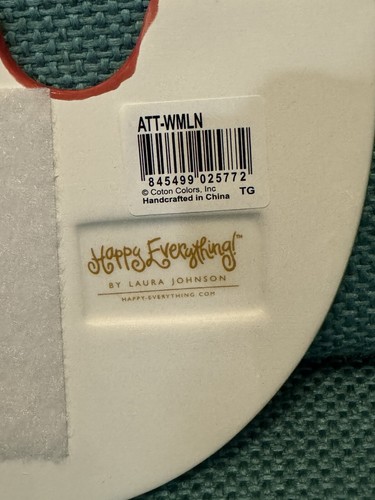 ATT-WMLN
845499 025772
© Coton Colors, Inc
Handcrafted in China TG
Happy Everything!™
BY LAURA JOHNSON
HAPPY-EVERYTHING.COM